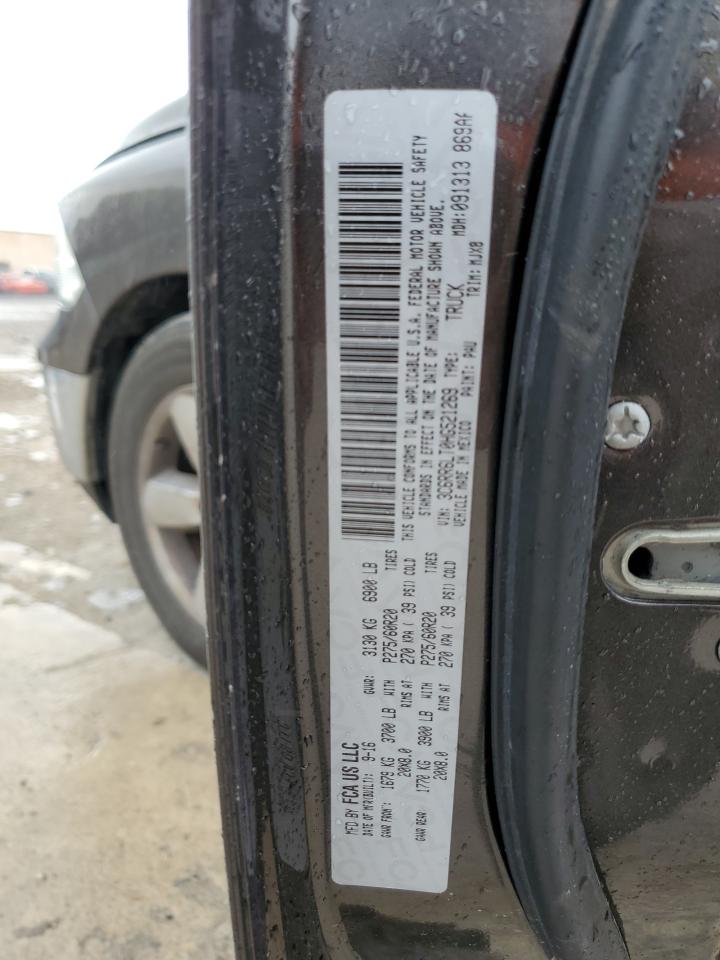 MFD BY FCA US LLC
DATE OF MFR(BUILT): 9-16 GVWR: 3130 KG 6900 LB
GAWR FRONT: 1679 KG 3700 LB WITH P275/60R20 TIRES
20X8.0 RIMS AT 270 KPA ( 39 PSI) COLD
GAWR REAR: 1770 KG 3900 LB WITH P275/60R20 TIRES
20X8.0 RIMS AT 270 KPA ( 39 PSI) COLD
THIS VEHICLE CONFORMS TO ALL APPLICABLE U.S.A. FEDERAL MOTOR VEHICLE SAFETY
STANDARDS IN EFFECT ON THE DATE OF MANUFACTURE SHOWN ABOVE.
VIN: 3C6RR6LT0HG521269 TYPE: TRUCK MDH:091313 869AF
VEHICLE MADE IN MEXICO PAINT: PAU TRIM: MJX8